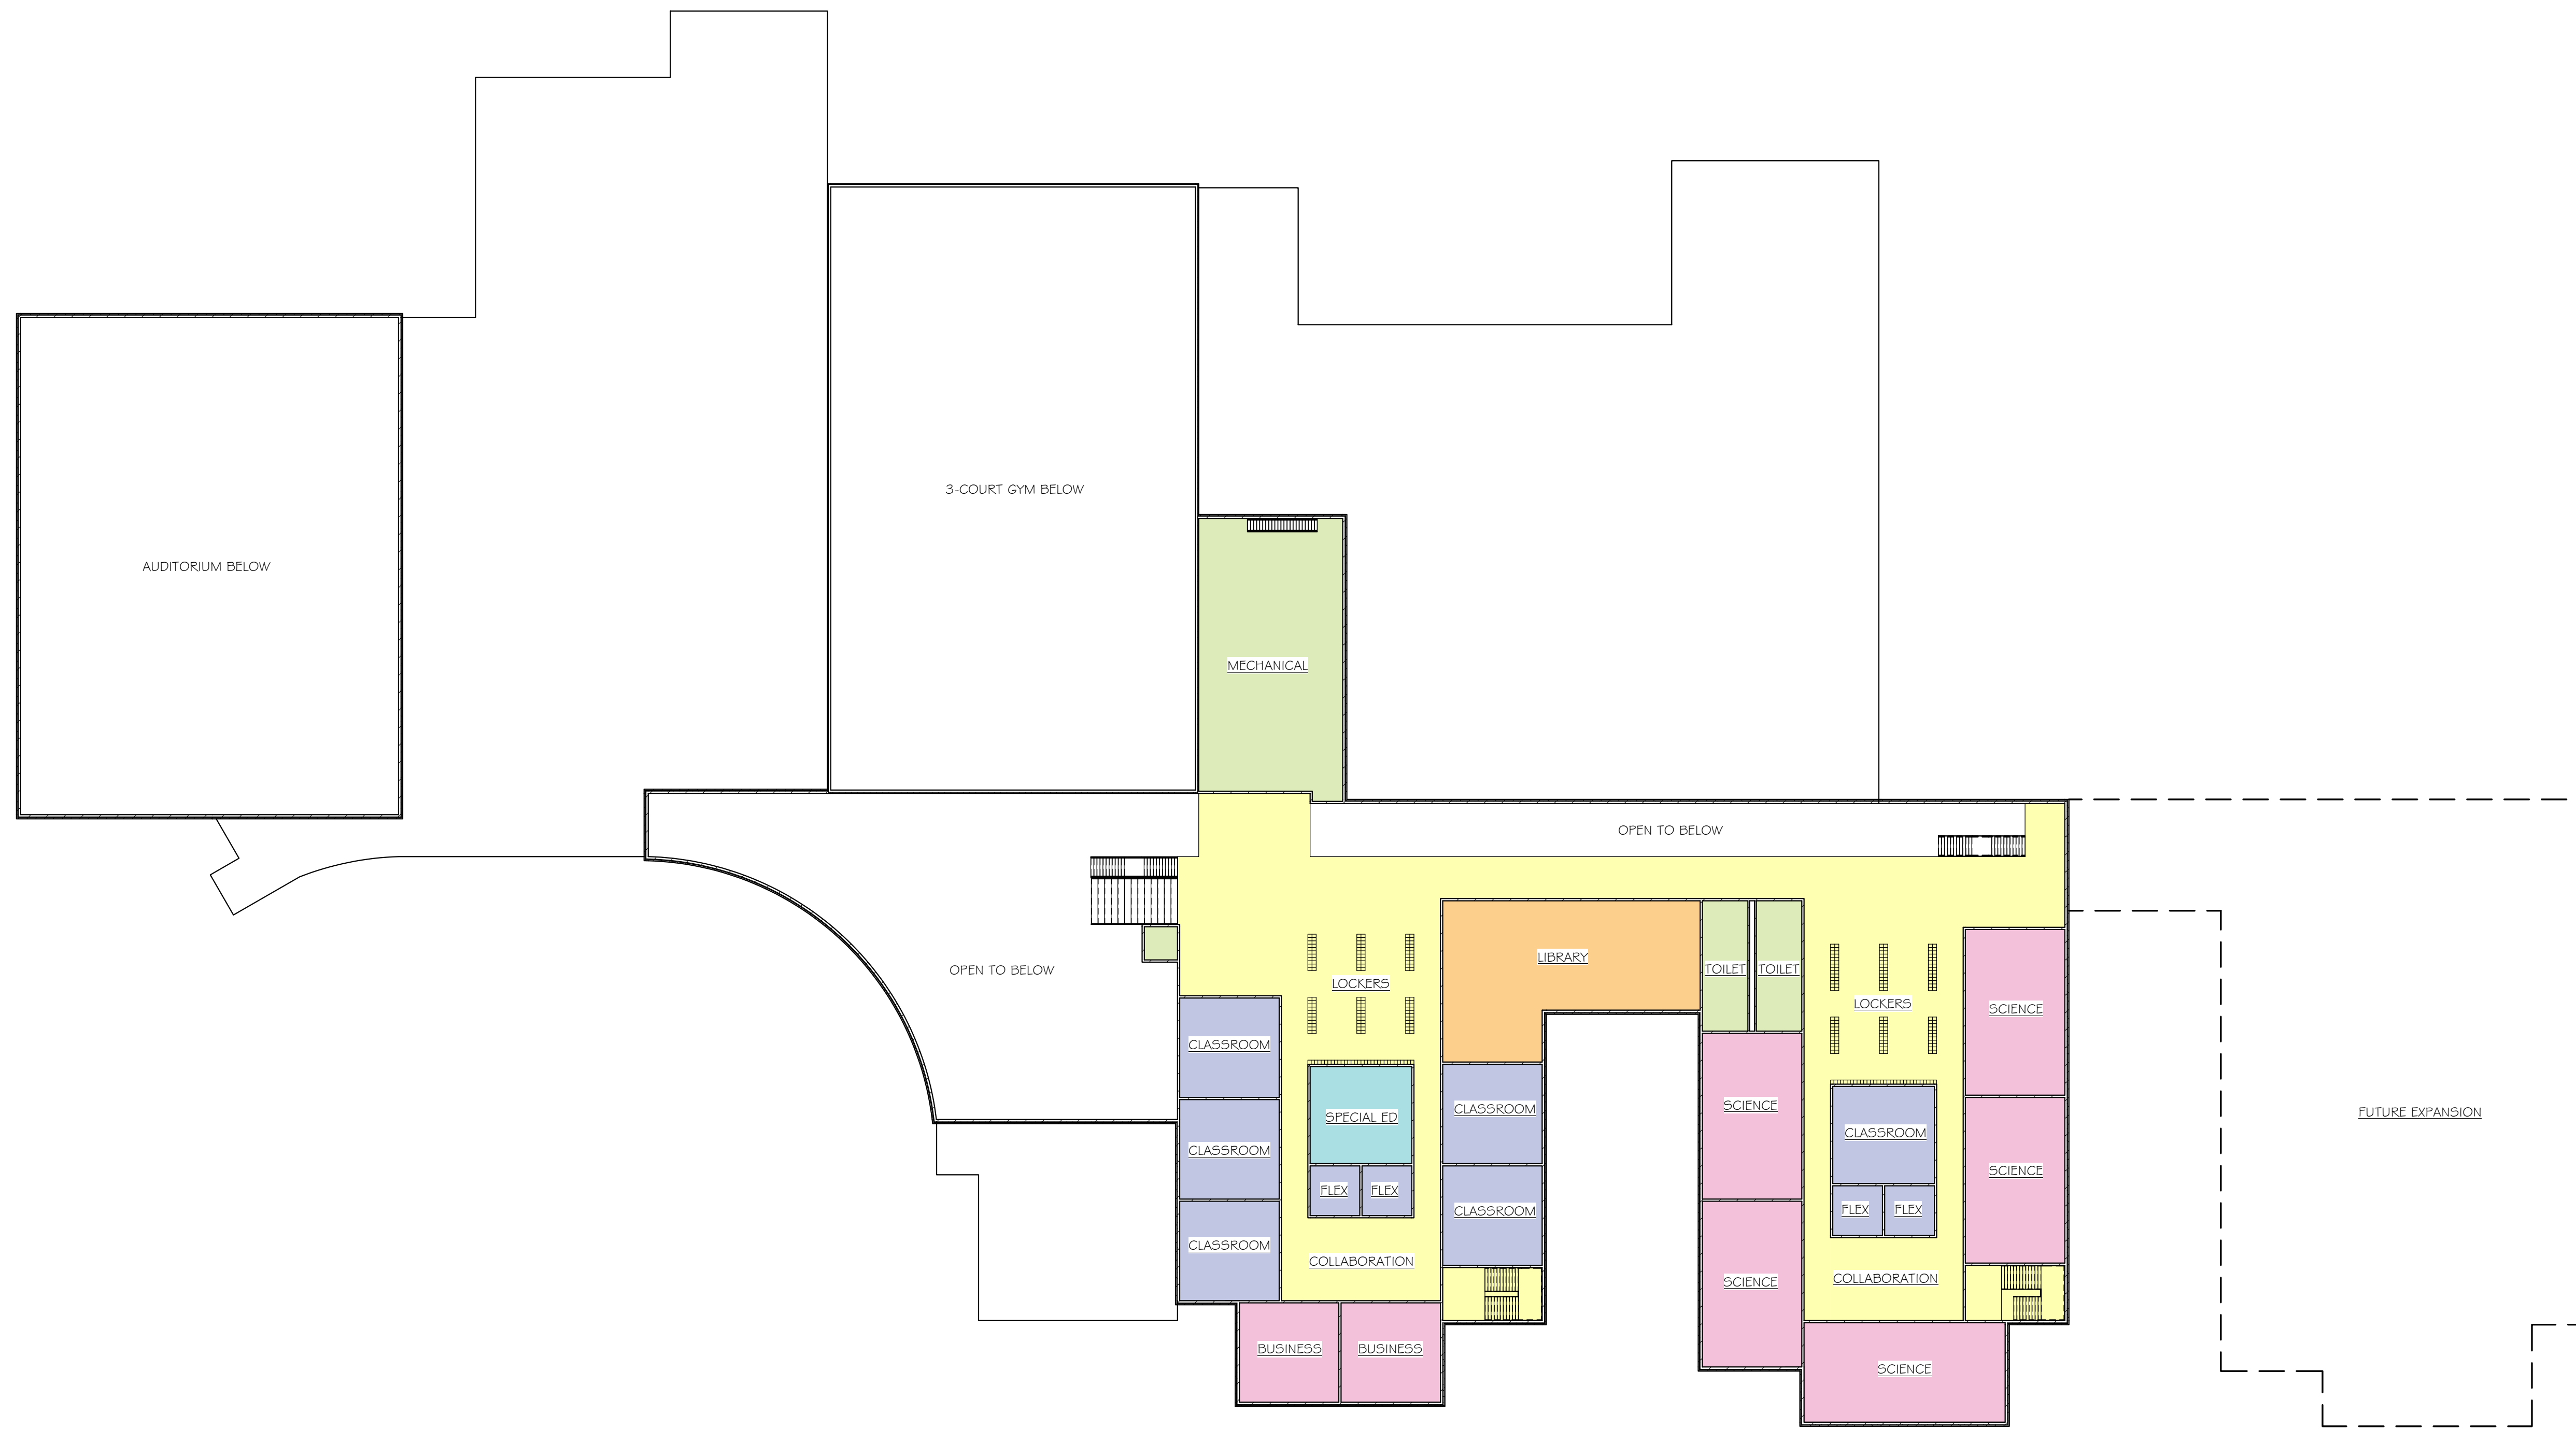 3-COURT GYM BELOW
AUDITORIUM BELOW
MECHANICAL
OPEN TO BELOW
OPEN TO BELOW
LIBRARY
TOILET
TOILET
LOCKERS
LOCKERS
SCIENCE
CLASSROOM
SCIENCE
CLASSROOM
SPECIAL ED
FUTURE EXPANSION
CLASSROOM
CLASSROOM
SCIENCE
FLEX
FLEX
CLASSROOM
FLEX
FLEX
CLASSROOM
COLLABORATION
COLLABORATION
SCIENCE
BUSINESS
BUSINESS
SCIENCE